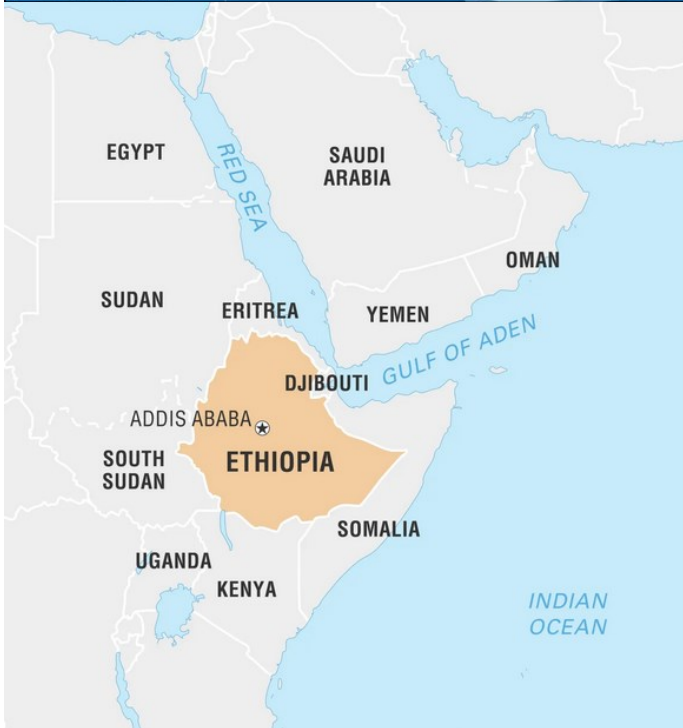 EGYPT
RED SEA
SAUDI
ARABIA
OMAN
SUDAN
ERITREA
YEMEN
GULF OF ADEN
DJIBOUTI
ADDIS ABABA
ETHIOPIA
SOUTH
SUDAN
SOMALIA
UGANDA
KENYA
INDIAN
OCEAN